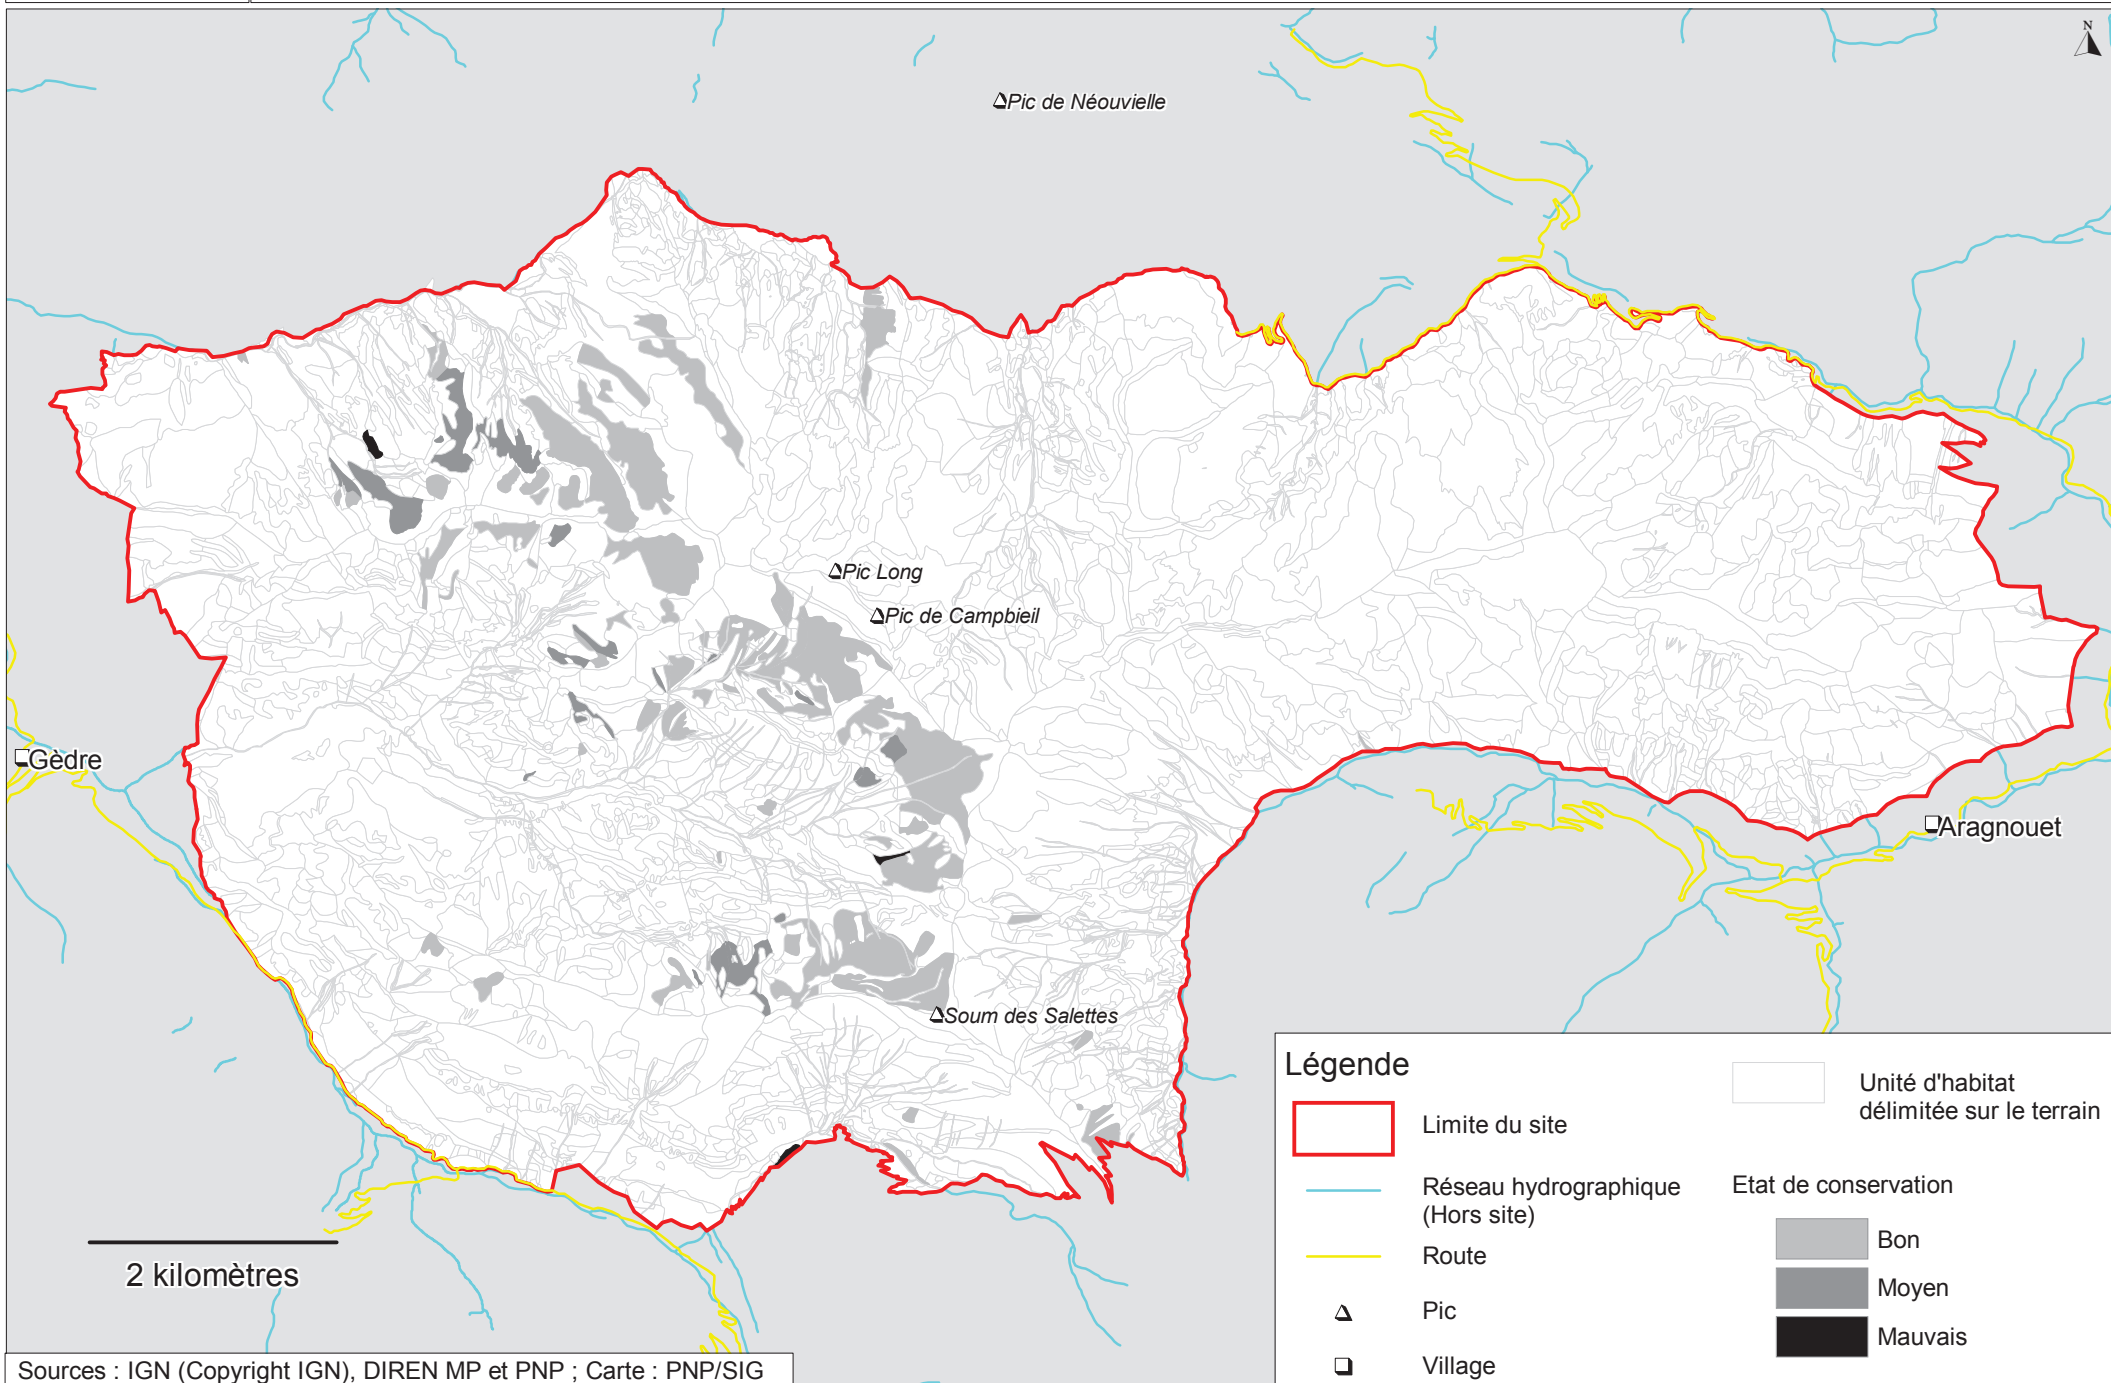 N
Pic de Néouvielle
Pic Long
Pic de Campbieil
Gèdre
Aragnouet
Soum des Salettes
2 kilomètres
Légende
Limite du site
Réseau hydrographique
(Hors site)
Route
Pic
Village
Unité d'habitat
délimitée sur le terrain
Etat de conservation
Bon
Moyen
Mauvais
Sources : IGN (Copyright IGN), DIREN MP et PNP ; Carte : PNP/SIG